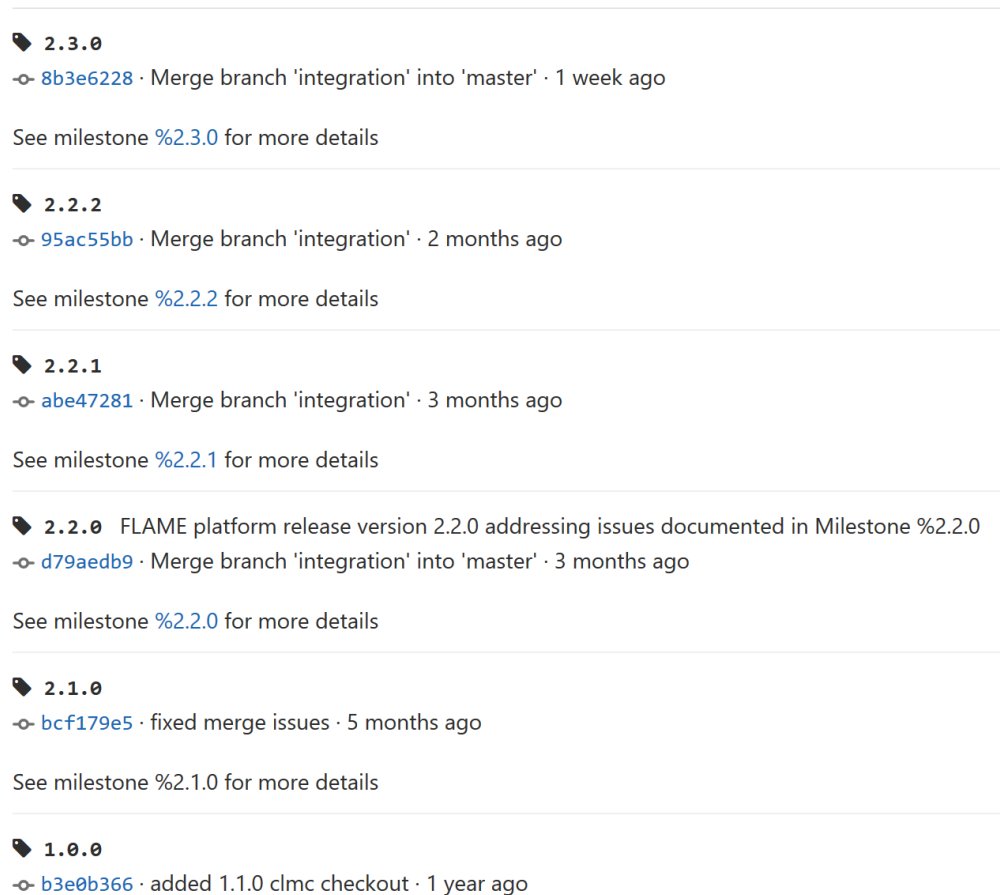 2.3.0
8b3e6228 · Merge branch 'integration' into 'master' · 1 week ago
See milestone %2.3.0 for more details
2.2.2
95ac55bb · Merge branch 'integration' · 2 months ago
See milestone %2.2.2 for more details
2.2.1
abe47281 · Merge branch 'integration' · 3 months ago
See milestone %2.2.1 for more details
2.2.0 FLAME platform release version 2.2.0 addressing issues documented in Milestone %2.2.0
d79aedb9 · Merge branch 'integration' into 'master' · 3 months ago
See milestone %2.2.0 for more details
2.1.0
bcf179e5 · fixed merge issues · 5 months ago
See milestone %2.1.0 for more details
1.0.0
b3e0b366 · added 1.1.0 clmc checkout · 1 year ago